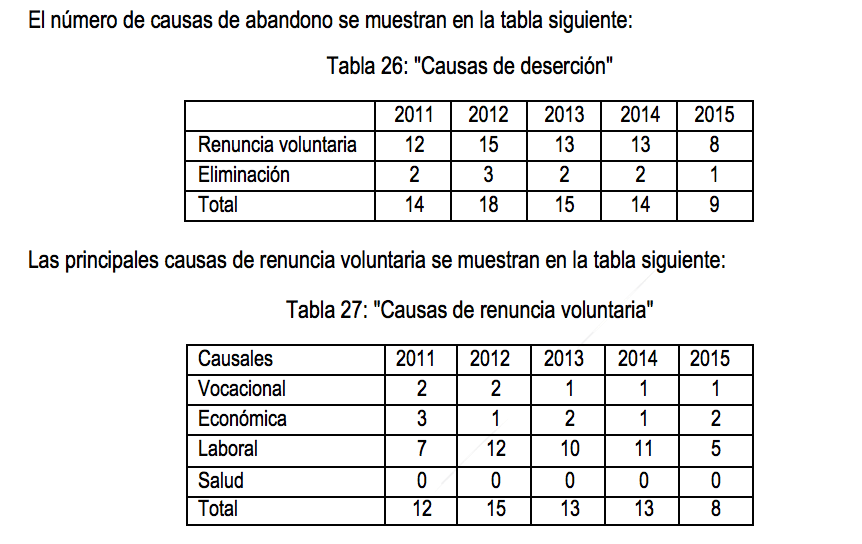 El número de causas de abandono se muestran en la tabla siguiente:
Tabla 26: "Causas de deserción"
2011 2012 2013 2014 2015
Renuncia voluntaria 12 15 13 13 8
Eliminación 2 3 2 2 1
Total 14 18 15 14 9
Las principales causas de renuncia voluntaria se muestran en la tabla siguiente:
Tabla 27: "Causas de renuncia voluntaria"
Causales 2011 2012 2013 2014 2015
Vocacional 2 2 1 1 1
Económica 3 1 2 1 2
Laboral 7 12 10 11 5
Salud 0 0 0 0 0
Total 12 15 13 13 8